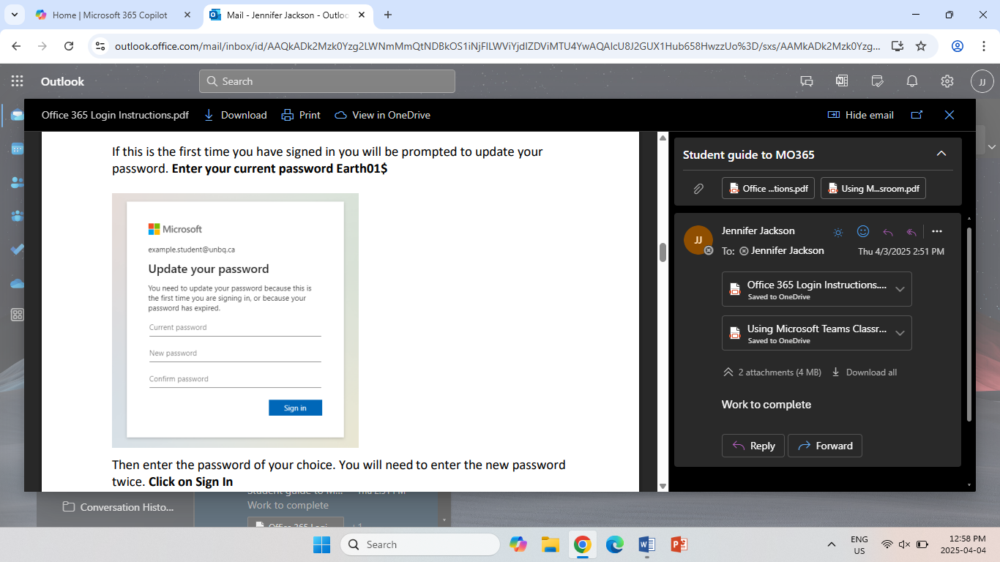 Home | Microsoft 365 Copilot
Mail - Jennifer Jackson - Outloo
outlook.office.com/mail/inbox/id/AAQkADk2Mzk0Yzg2LWNmMmQtNDBkOS1iNjFlLWViYjdlZDViMTU4YwAQAIcU8J2GUX1Hub658HwzzUo%3D/sxs/AAMkADk2Mzk0Yzg...
Outlook
Search
JJ
Office 365 Login Instructions.pdf
Download
Print
View in OneDrive
Hide email
If this is the first time you have signed in you will be prompted to update your
password. Enter your current password Earth01$
Microsoft
example.student@unbq.ca
Update your password
You need to update your password because this is
the first time you are signing in, or because your
password has expired.
Current password
New password
Confirm password
Sign in
Then enter the password of your choice. You will need to enter the new password
twice. Click on Sign In
Student guide to MO365
Office ...tions.pdf
Using M...sroom.pdf
JJ
Jennifer Jackson
To: Jennifer Jackson
Thu 4/3/2025 2:51 PM
Office 365 Login Instructions....
Saved to OneDrive
Using Microsoft Teams Classr...
Saved to OneDrive
2 attachments (4 MB)
Download all
Work to complete
Reply
Forward
Conversation Histo...
Student guide to M...
Thu 2:51 PM
Work to complete
Office 365 Logi...
+1
Search
ENG
US
12:58 PM
2025-04-04